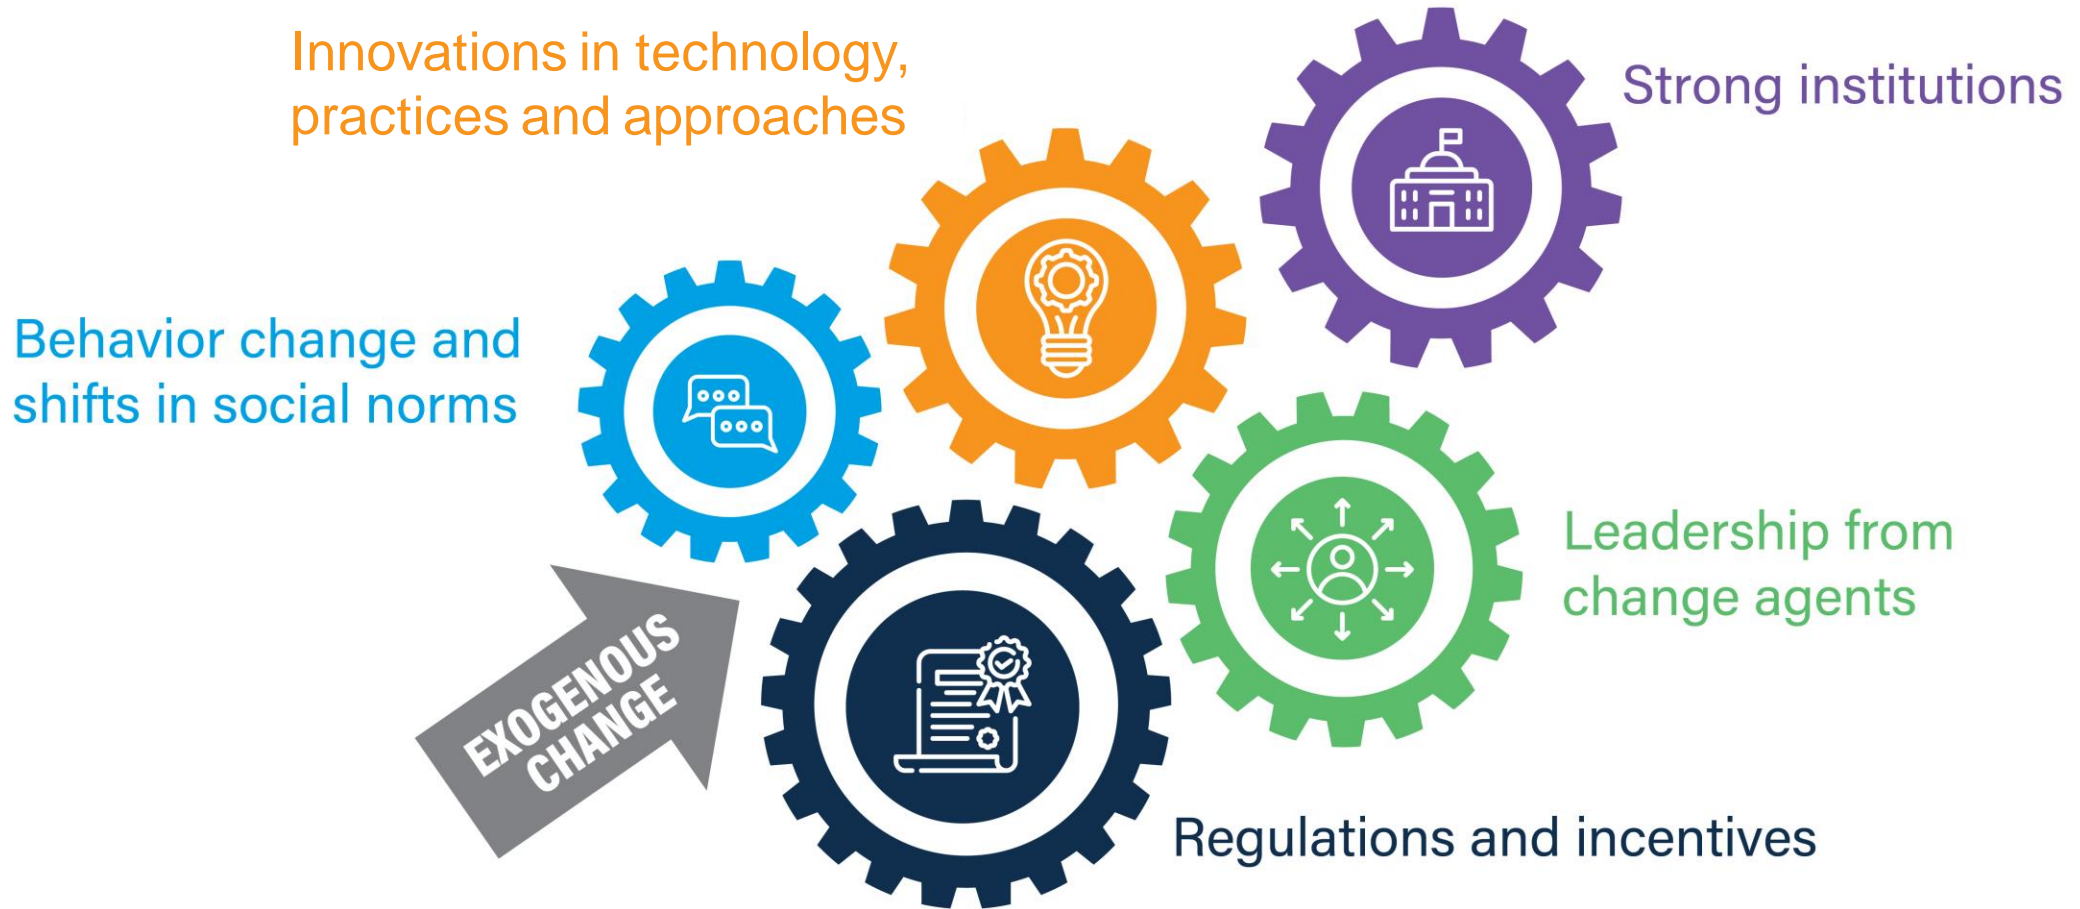 Innovations in technology,
practices and approaches
Strong institutions
Behavior change and
shifts in social norms
Leadership from
change agents
EXOGENOUS
CHANGE
Regulations and incentives